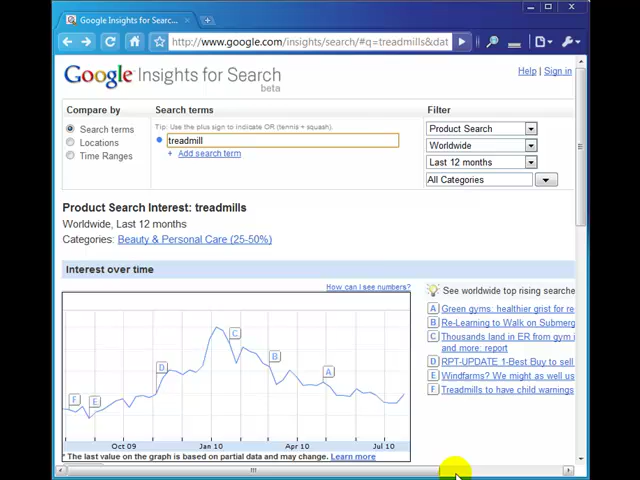 Google Insights for Searc...
http://www.google.com/insights/search/#q=treadmills&dat
Google Insights for Search
beta
Help | Sign in
Compare by
Search terms
Filter
Search terms
Locations
Time Ranges
Tip: Use the plus sign to indicate OR (tennis + squash).
treadmill
+ Add search term
Product Search
Worldwide
Last 12 months
All Categories
Product Search Interest: treadmills
Worldwide, Last 12 months
Categories: Beauty & Personal Care (25-50%)
Interest over time
How can I see numbers?
F
E
D
C
B
A
Oct 09
Jan 10
Apr 10
Jul 10
* The last value on the graph is based on partial data and may change. Learn more
See worldwide top rising searche
A Green gyms: healthier grist for re
B Re-Learning to Walk on Submerg
C Thousands land in ER from gym i
and more: report
D RPT-UPDATE 1-Best Buy to sell
E Windfarms? We might as well us
F Treadmills to have child warnings